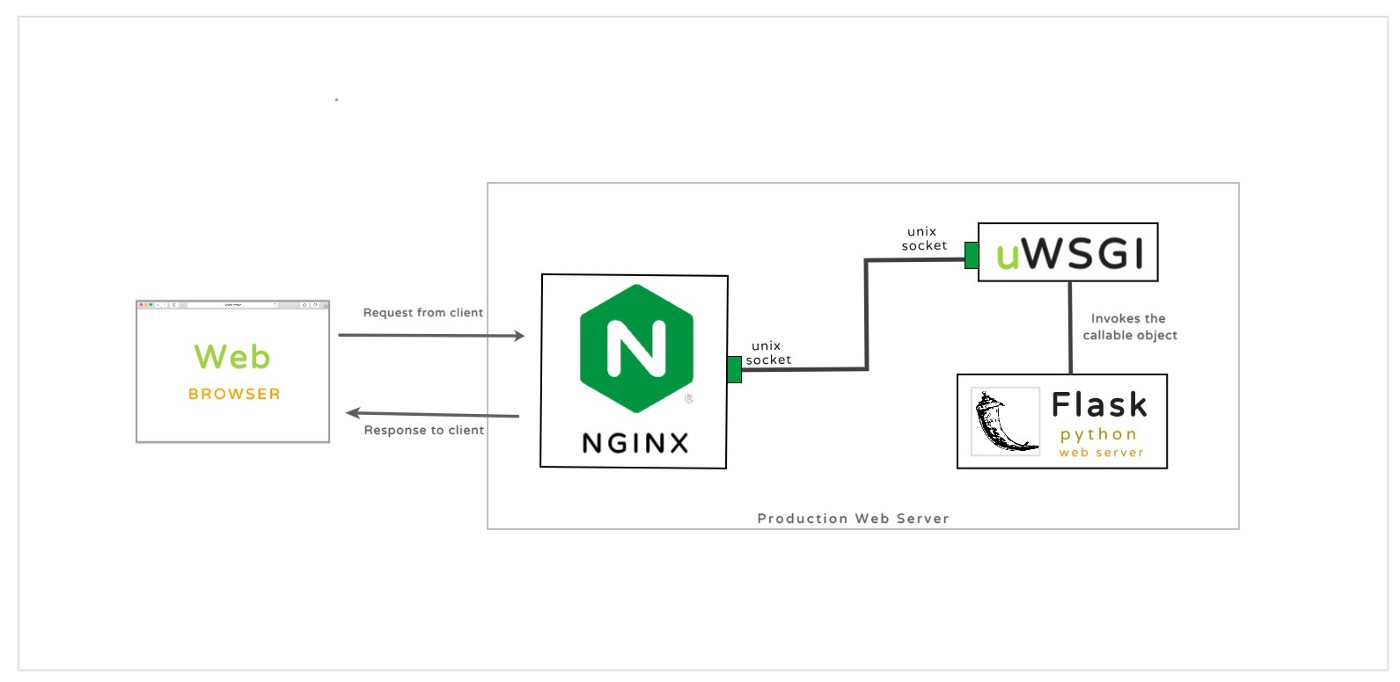 Web
BROWSER
Request from client
Response to client
N
®
NGINX
unix
socket
unix
socket
uWSGI
Invokes the
callable object
Flask
python
web server
Production Web Server